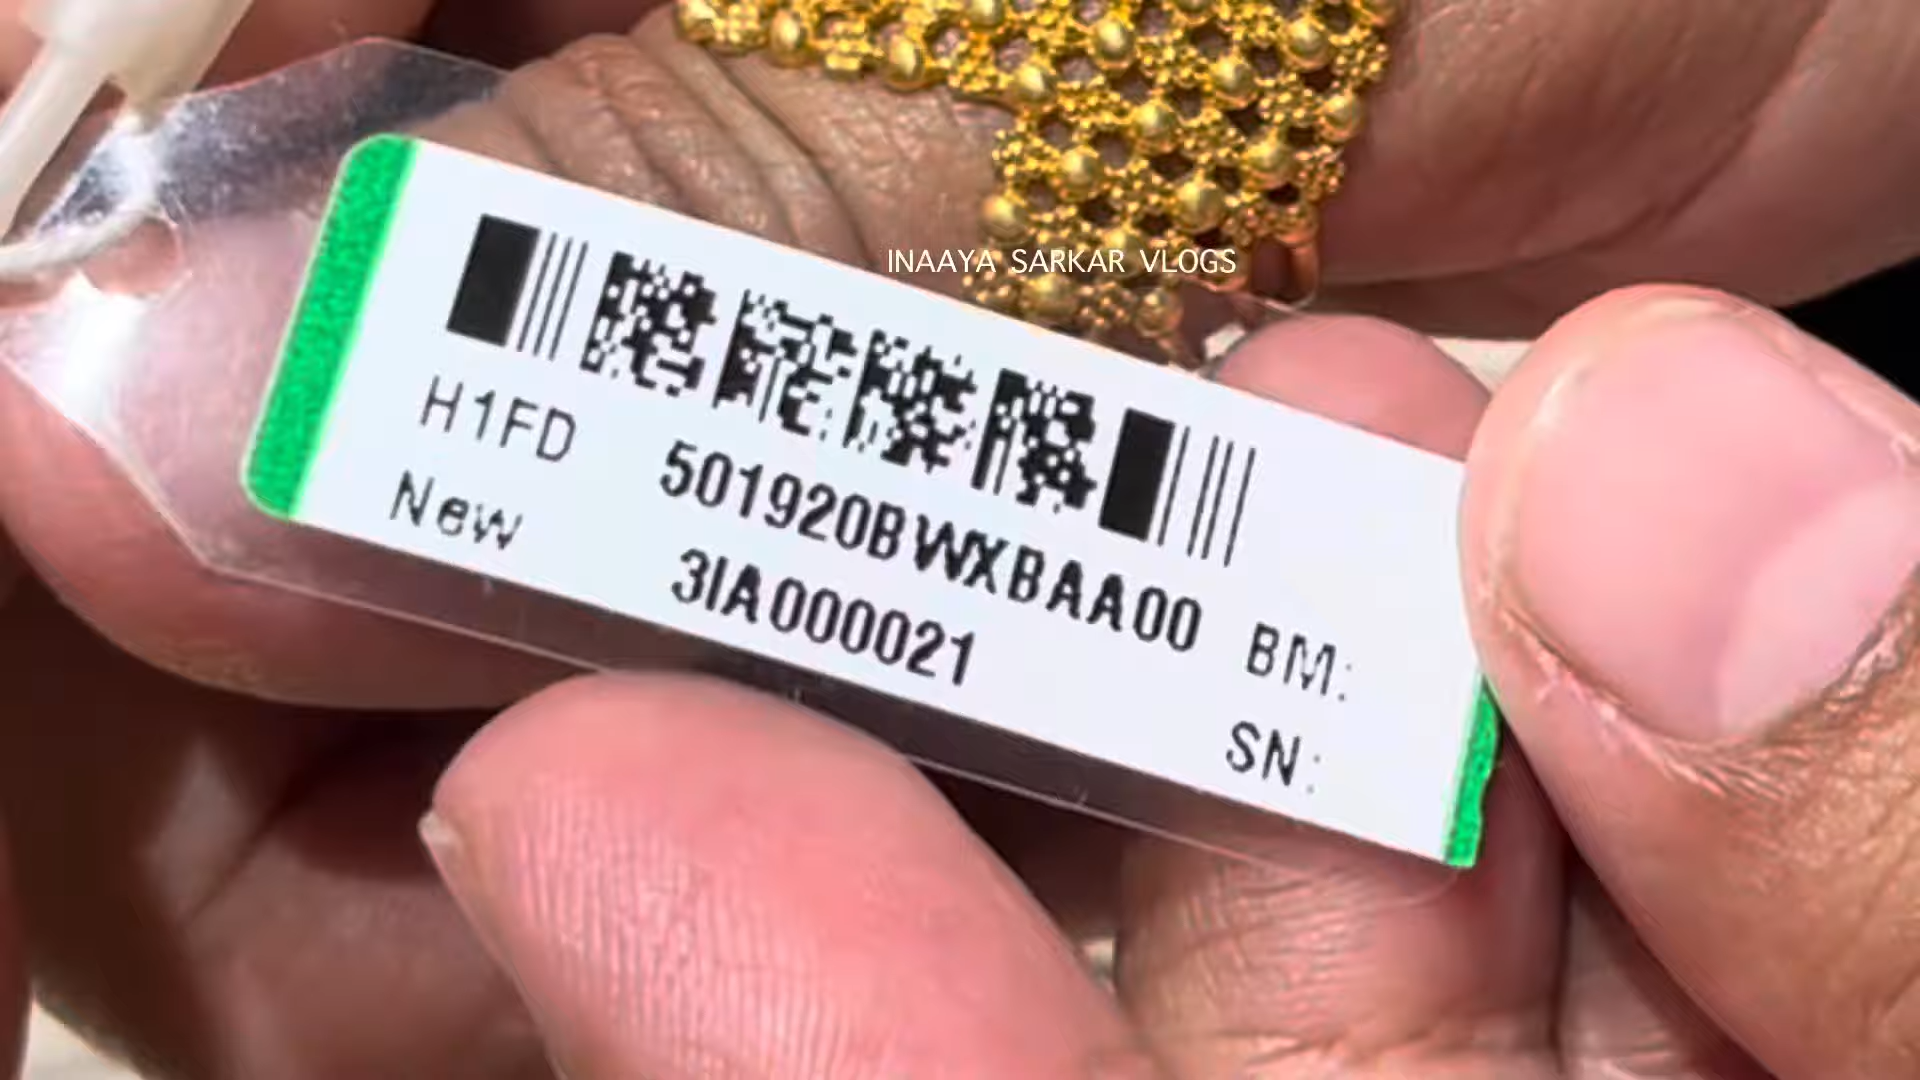 INAAYA SARKAR VLOGS
H1FD 501920BWXBAA00 BM:
New 3IA000021 SN: